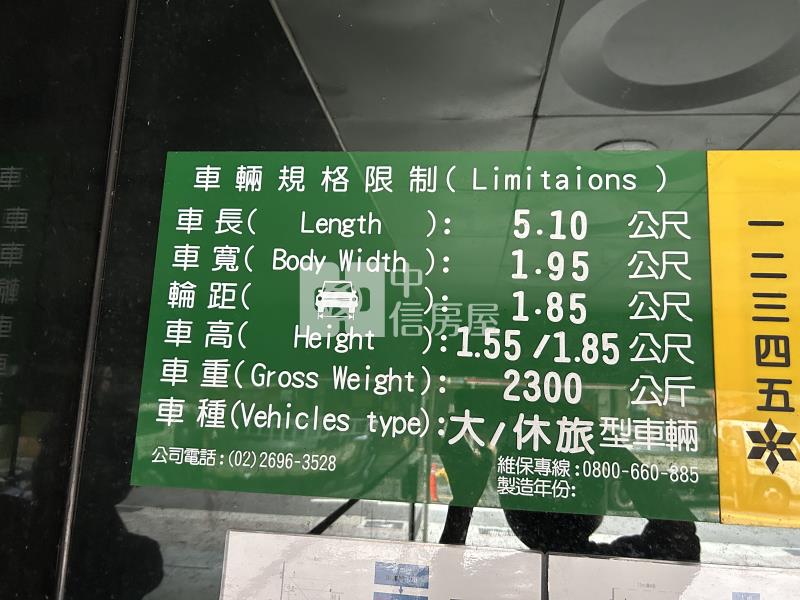 車輛規格限制( Limitaions )
車長( Length ): 5.10 公尺
車寬( Body Width ): 1.95 公尺
輪距( ): 1.85 公尺
車高( Height ): 1.55/1.85 公尺
車重(Gross Weight): 2300 公斤
車種(Vehicles type):大/休旅型車輛
公司電話:(02)2696-3528
維保專線:0800-660-885
製造年份:
中信房屋
一
二
三
四
五